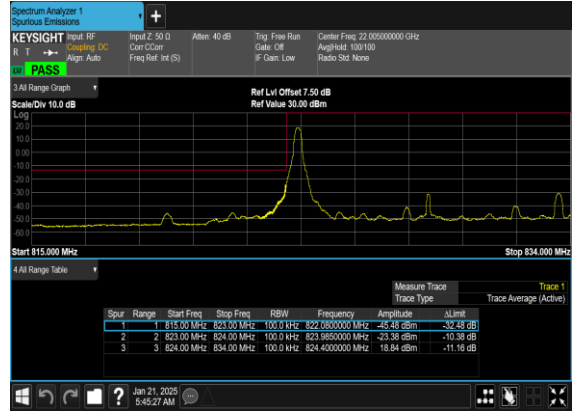 Spectrum Analyzer 1
Spurious Emissions
+
KEYSIGHT Input: RF Input Z: 50 Ω Atten: 40 dB Trig: Free Run Center Freq: 22.005000000 GHz
R T Coupling: DC Corr CCorr Gate: Off Avg|Hold: 100/100
Align: Auto Freq Ref: Int (S) IF Gain: Low Radio Std: None
PASS
3 All Range Graph
Ref Lvl Offset 7.50 dB
Scale/Div 10.0 dB Ref Value 30.00 dBm
Log
20.0
10.0
0.00
-10.0
-20.0
-30.0
-40.0
-50.0
-60.0
Start 815.000 MHz Stop 834.000 MHz
4 All Range Table
Measure Trace Trace 1
Trace Type Trace Average (Active)
Spur Range Start Freq Stop Freq RBW Frequency Amplitude ΔLimit
1 1 815.00 MHz 823.00 MHz 100.0 kHz 822.0800000 MHz -45.48 dBm -32.48 dB
2 2 823.00 MHz 824.00 MHz 100.0 kHz 823.9850000 MHz -23.38 dBm -10.38 dB
3 3 824.00 MHz 834.00 MHz 100.0 kHz 824.4000000 MHz 18.84 dBm -11.16 dB
? Jan 21, 2025
5:45:27 AM